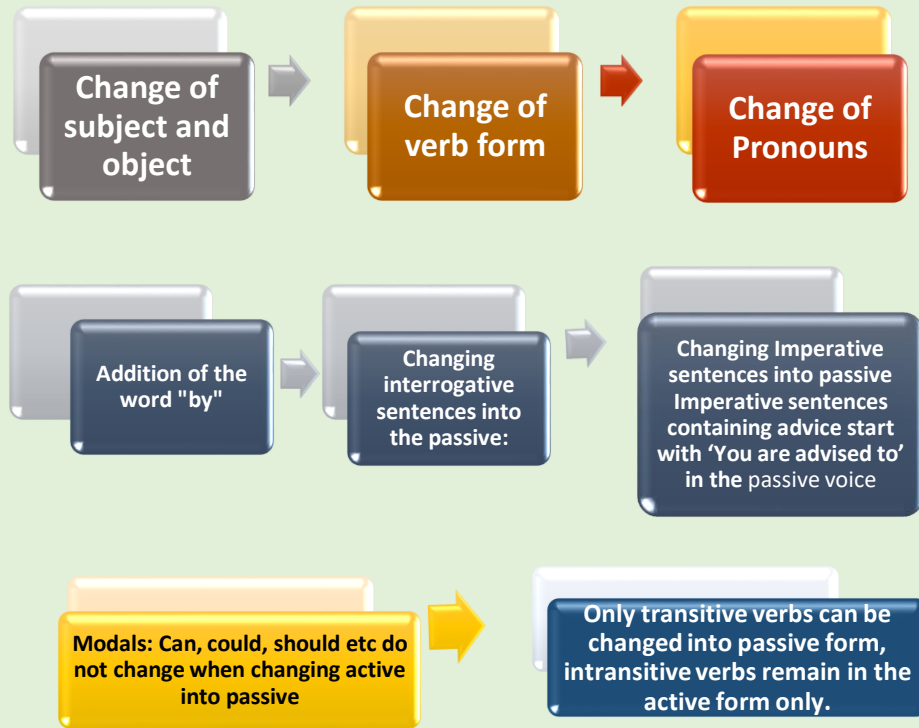 Change of
subject and
object
Change of
verb form
Change of
Pronouns
Addition of the
word "by"
Changing
interrogative
sentences into
the passive:
Changing Imperative
sentences into passive
Imperative sentences
containing advice start
with ‘You are advised to’
in the passive voice
Modals: Can, could, should etc do
not change when changing active
into passive
Only transitive verbs can be
changed into passive form,
intransitive verbs remain in the
active form only.